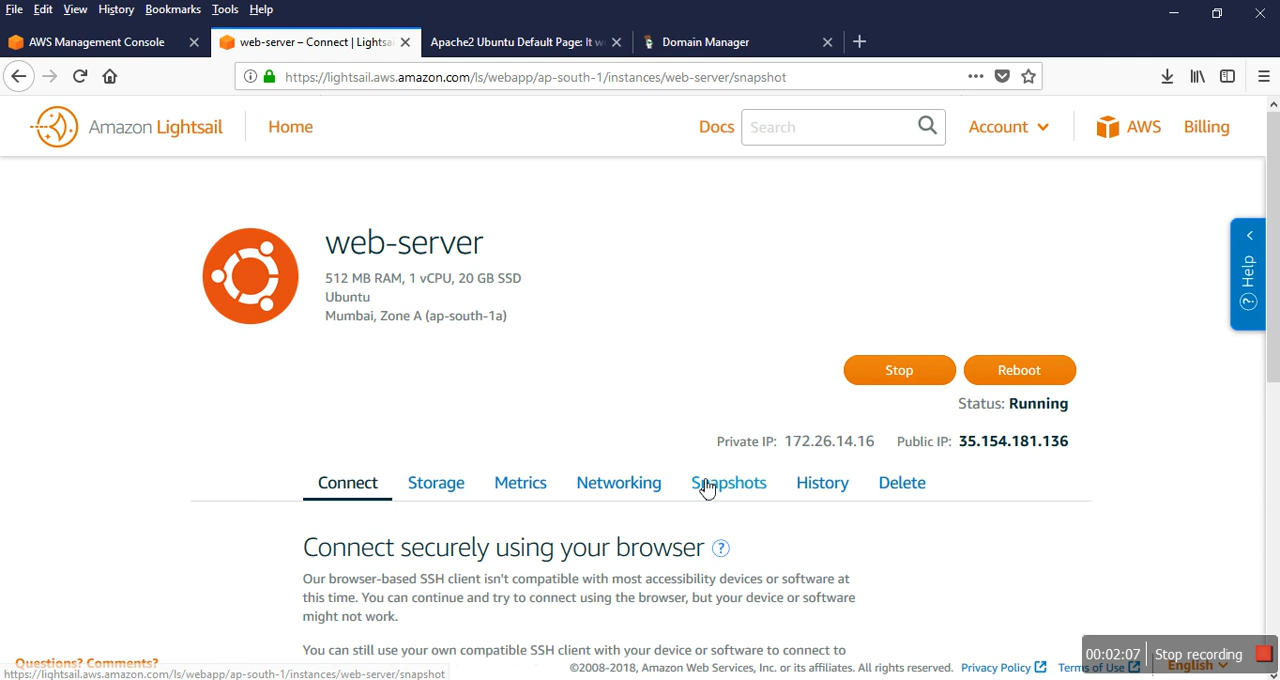 File Edit View History Bookmarks Tools Help
AWS Management Console
web-server – Connect | Lightsai
Apache2 Ubuntu Default Page: It w
Domain Manager
https://lightsail.aws.amazon.com/ls/webapp/ap-south-1/instances/web-server/snapshot
Amazon Lightsail
Home
Docs
Search
Account
AWS
Billing
web-server
512 MB RAM, 1 vCPU, 20 GB SSD
Ubuntu
Mumbai, Zone A (ap-south-1a)
? Help
Stop
Reboot
Status: Running
Private IP: 172.26.14.16 Public IP: 35.154.181.136
Connect Storage Metrics Networking Snapshots History Delete
Connect securely using your browser ?
Our browser-based SSH client isn't compatible with most accessibility devices or software at
this time. You can continue and try to connect using the browser, but your device or software
might not work.
You can still use your own compatible SSH client with your device or software to connect to
Questions? Comments?
©2008-2018, Amazon Web Services, Inc. or its affiliates. All rights reserved. Privacy Policy Terms of Use English
00:02:07 Stop recording
https://lightsail.aws.amazon.com/ls/webapp/ap-south-1/instances/web-server/snapshot